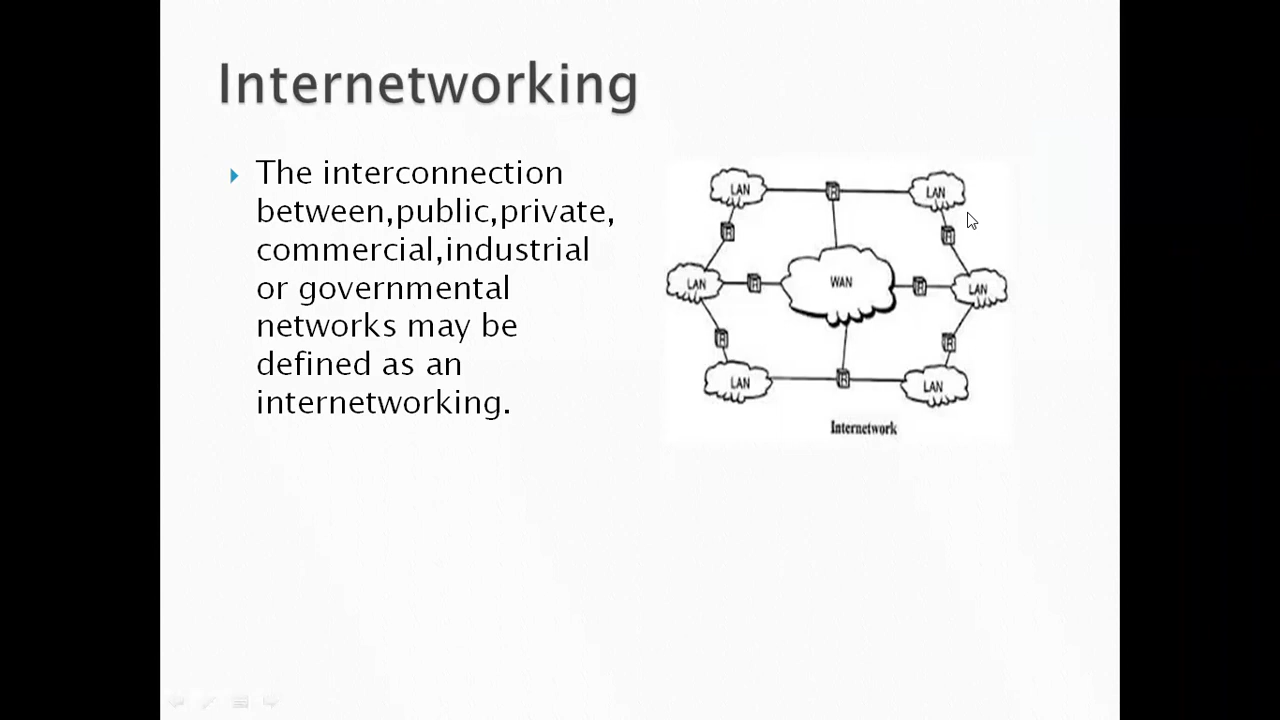 Internetworking
The interconnection
between,public,private,
commercial,industrial
or governmental
networks may be
defined as an
internetworking.
LAN
R
LAN
R
R
LAN
R
WAN
R
LAN
R
R
LAN
R
LAN
Internetwork